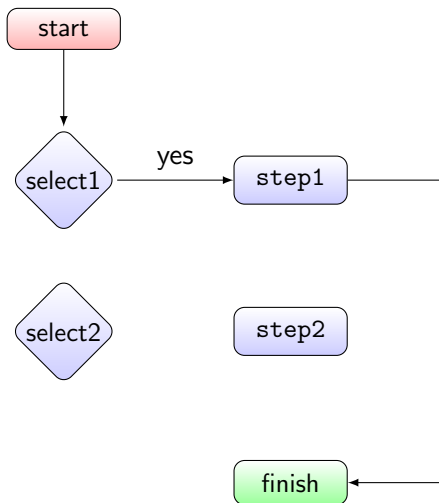 start
yes
select1
step1
select2
step2
finish